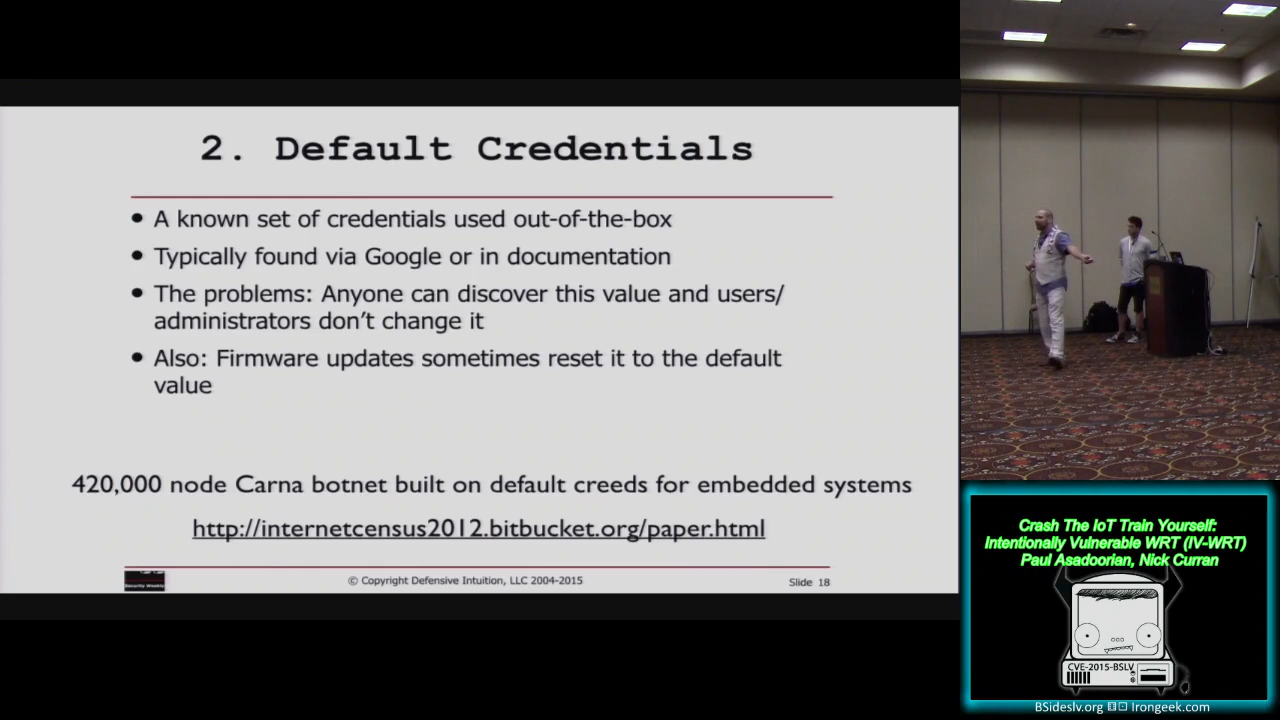 2. Default Credentials
• A known set of credentials used out-of-the-box
• Typically found via Google or in documentation
• The problems: Anyone can discover this value and users/
administrators don't change it
• Also: Firmware updates sometimes reset it to the default
value
420,000 node Carna botnet built on default creeds for embedded systems
http://internetcensus2012.bitbucket.org/paper.html
Security Weekly
© Copyright Defensive Intuition, LLC 2004-2015
Slide 18
Crash The IoT Train Yourself:
Intentionally Vulnerable WRT (IV-WRT)
Paul Asadoorian, Nick Curran
CVE-2015-BSLV
BSideslv.org Irongeek.com